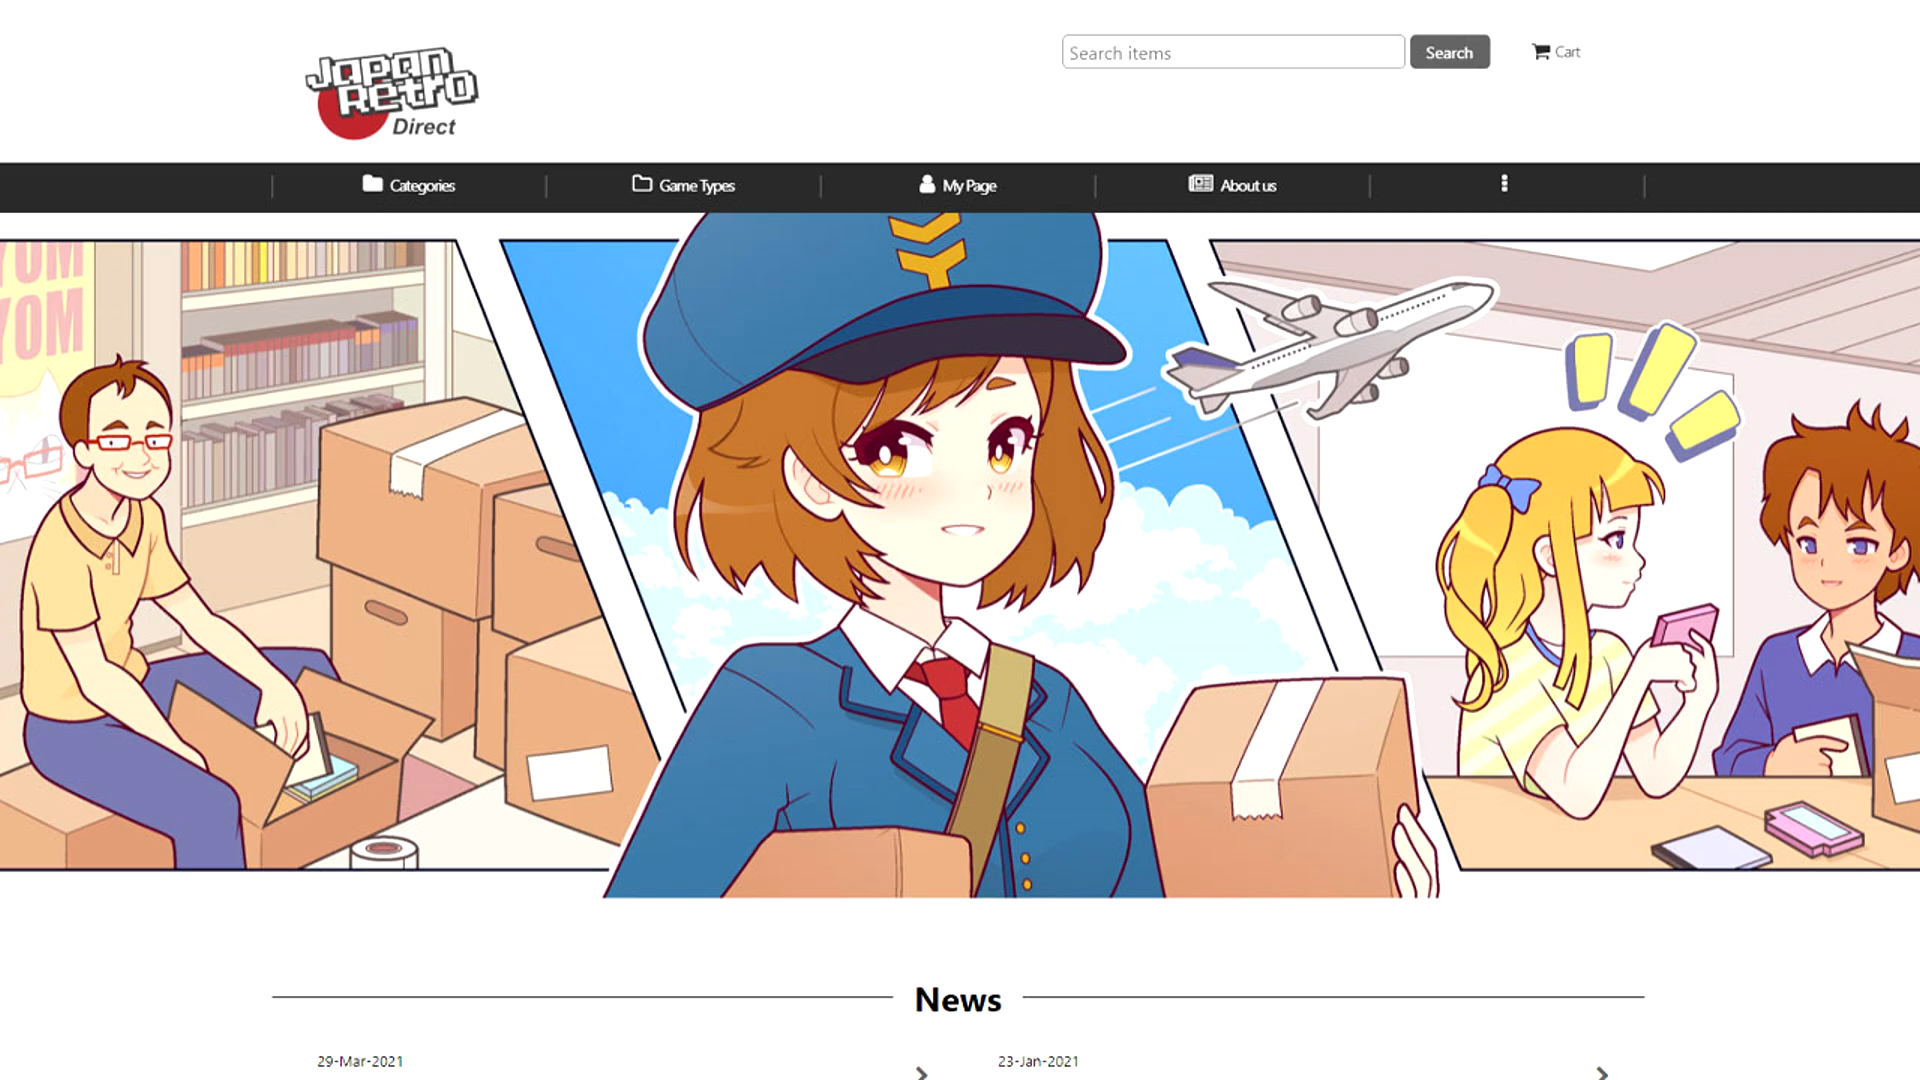 Japan
Retro
Direct
Search items
Search
Cart
Categories
Game Types
My Page
About us
YOM
YOM
News
29-Mar-2021
23-Jan-2021